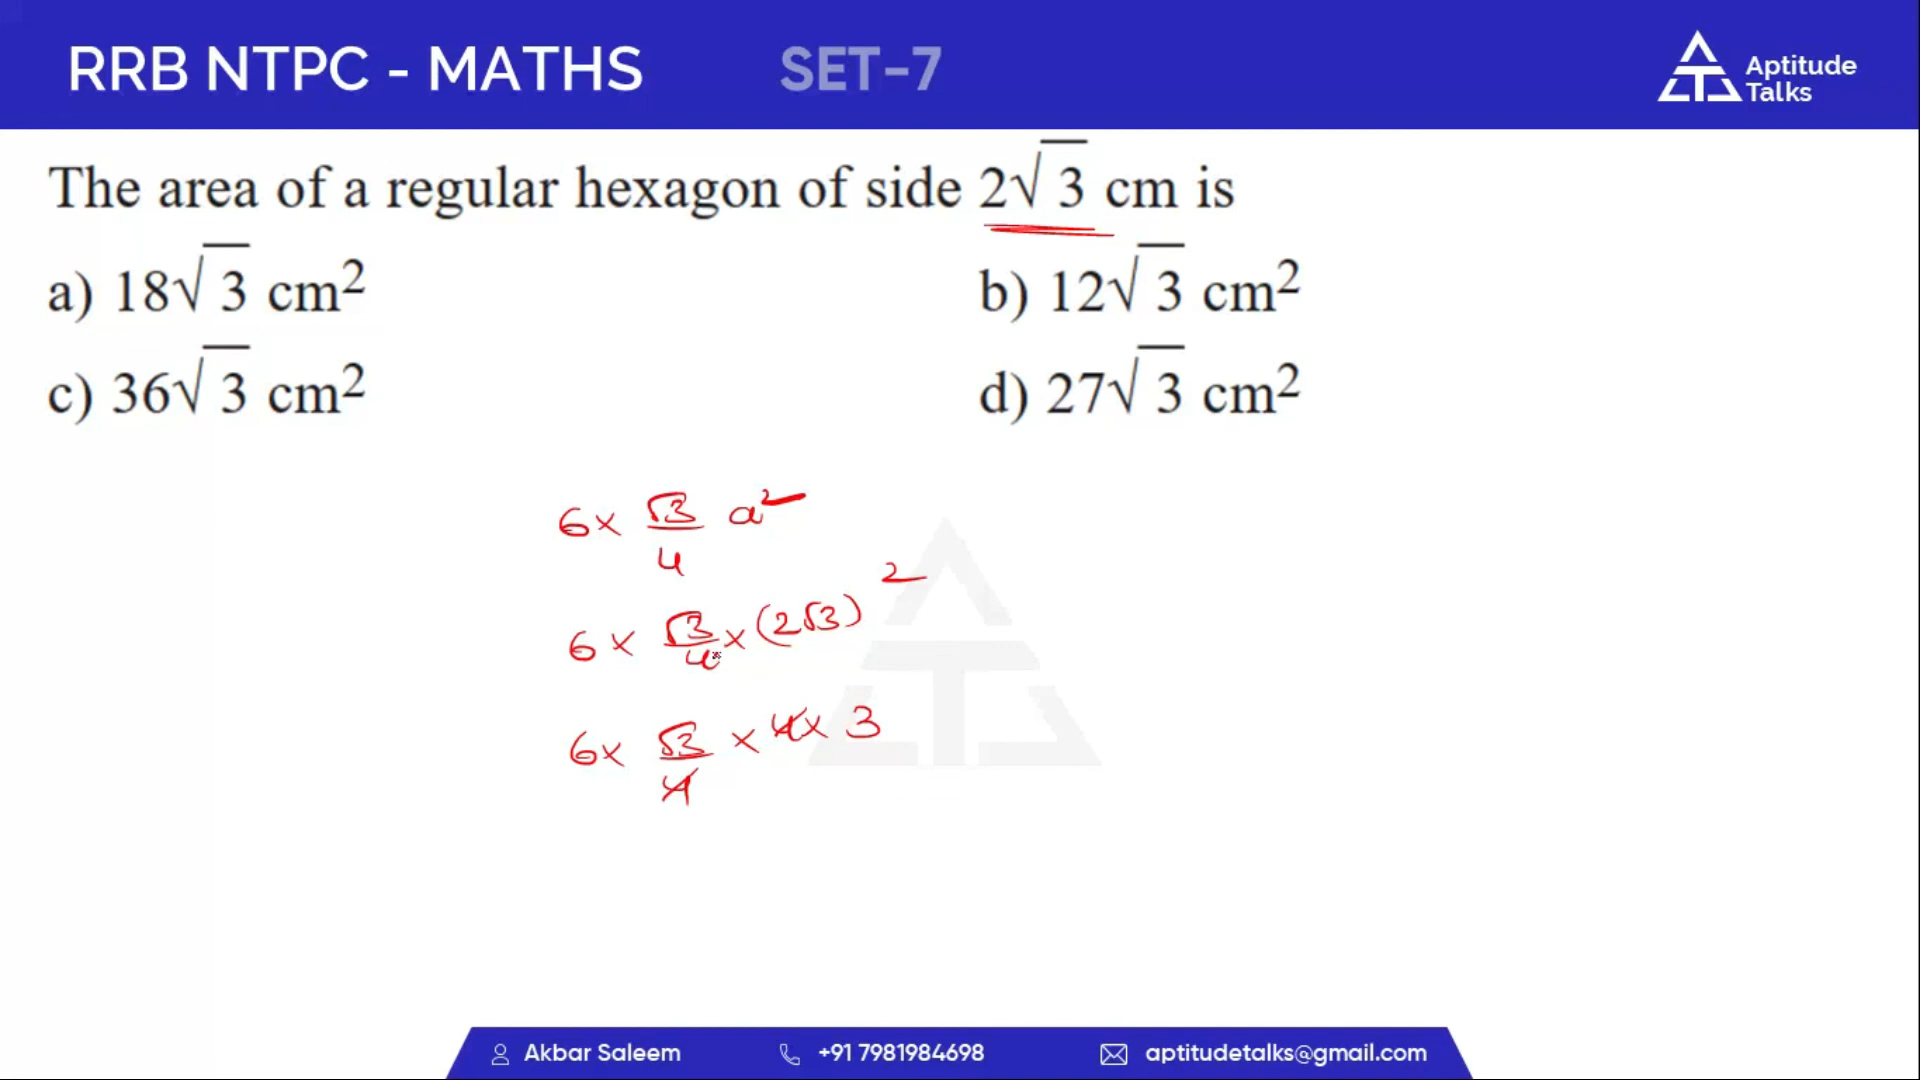 RRB NTPC - MATHS SET-7
Aptitude
Talks
The area of a regular hexagon of side 2√3 cm is
a) 18√3 cm² b) 12√3 cm²
c) 36√3 cm² d) 27√3 cm²
6 × √3/4 a²
6 × √3/4 × (2√3)²
6 × √3/4 × 4 × 3
Akbar Saleem +91 7981984698 aptitudetalks@gmail.com